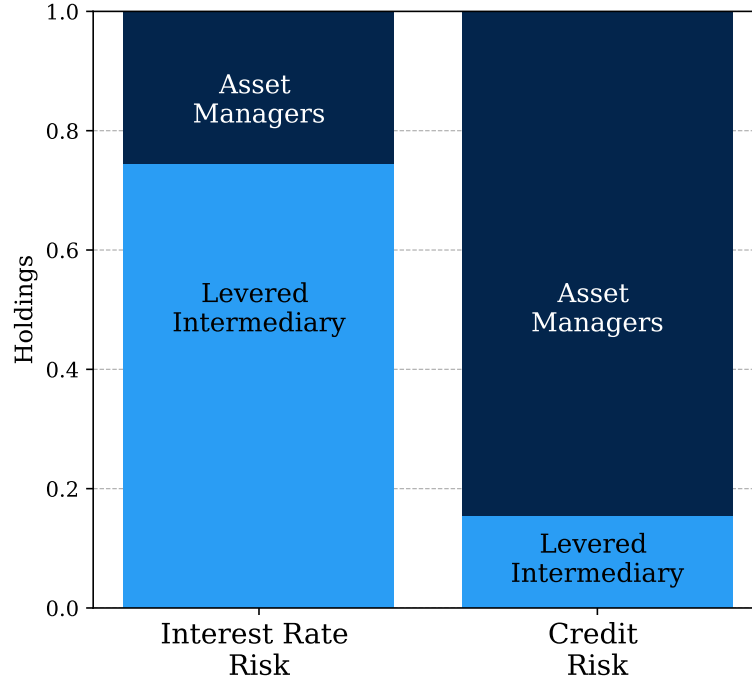 1.0
0.8
0.6
0.4
0.2
0.0
Holdings
Asset
Managers
Levered
Intermediary
Asset
Managers
Levered
Intermediary
Interest Rate
Risk
Credit
Risk